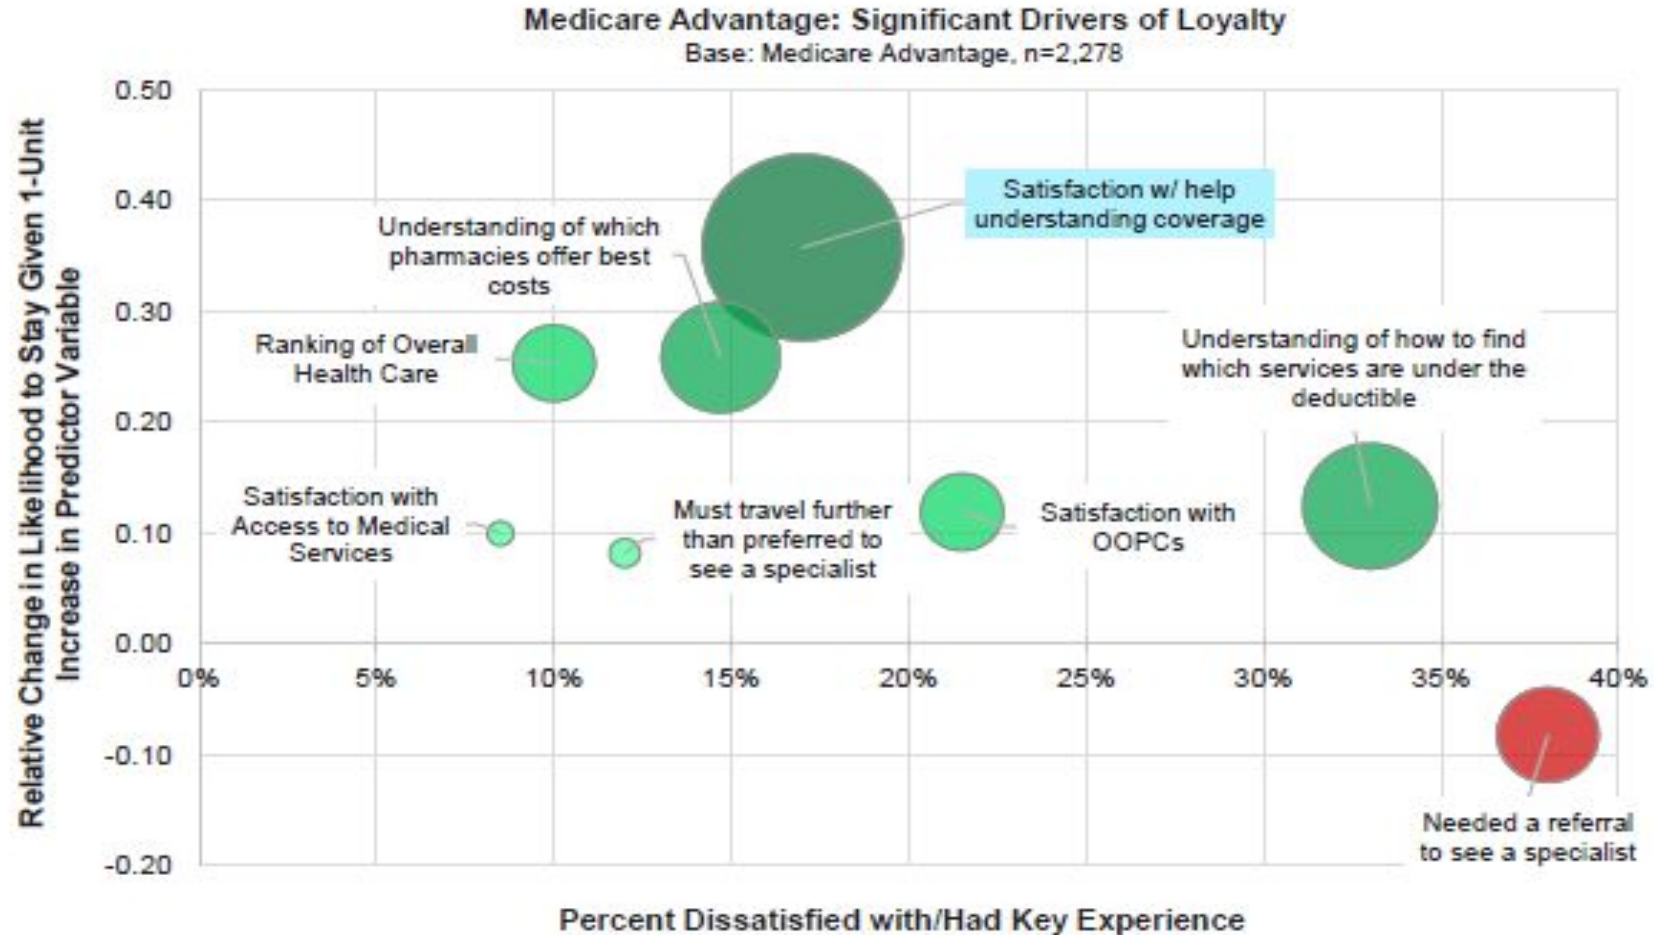 Medicare Advantage: Significant Drivers of Loyalty
Base: Medicare Advantage, n=2,278
Relative Change in Likelihood to Stay Given 1-Unit
Increase in Predictor Variable
0.50
0.40
0.30
0.20
0.10
0.00
-0.10
-0.20
Satisfaction w/ help
understanding coverage
Understanding of which
pharmacies offer best
costs
Ranking of Overall
Health Care
Understanding of how to find
which services are under the
deductible
Satisfaction with
Access to Medical
Services
Must travel further
than preferred to
see a specialist
Satisfaction with
OOPCs
0%
5%
10%
15%
20%
25%
30%
35%
40%
Needed a referral
to see a specialist
Percent Dissatisfied with/Had Key Experience